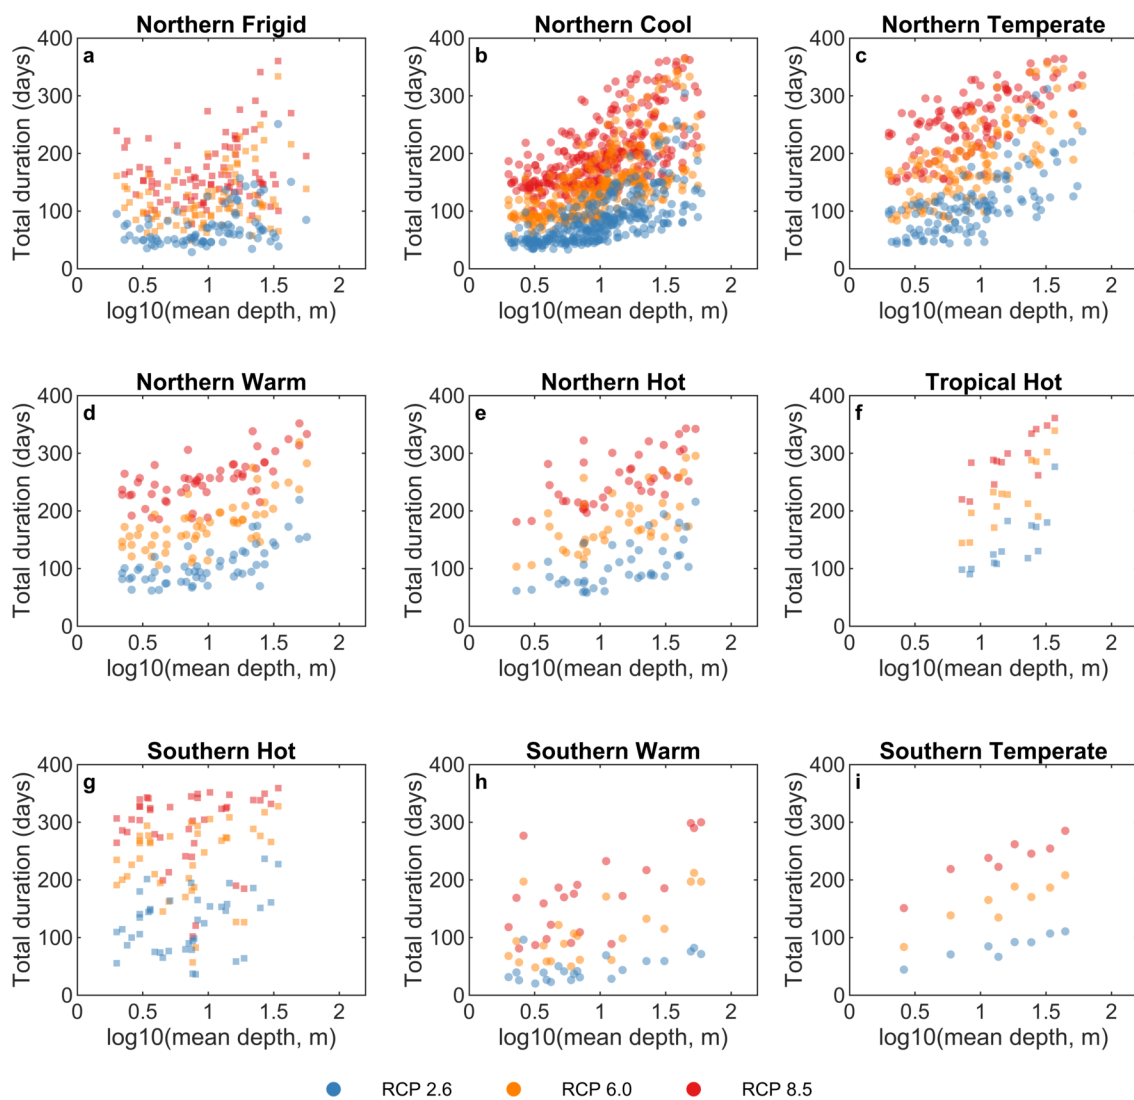 Northern Frigid
Northern Cool
Northern Temperate
a
b
c
Total duration (days)
400
300
200
100
0
0 0.5 1 1.5 2
log10(mean depth, m)
Total duration (days)
400
300
200
100
0
0 0.5 1 1.5 2
log10(mean depth, m)
Total duration (days)
400
300
200
100
0
0 0.5 1 1.5 2
log10(mean depth, m)
Northern Warm
Northern Hot
Tropical Hot
d
e
f
Total duration (days)
400
300
200
100
0
0 0.5 1 1.5 2
log10(mean depth, m)
Total duration (days)
400
300
200
100
0
0 0.5 1 1.5 2
log10(mean depth, m)
Total duration (days)
400
300
200
100
0
0 0.5 1 1.5 2
log10(mean depth, m)
Southern Hot
Southern Warm
Southern Temperate
g
h
i
Total duration (days)
400
300
200
100
0
0 0.5 1 1.5 2
log10(mean depth, m)
Total duration (days)
400
300
200
100
0
0 0.5 1 1.5 2
log10(mean depth, m)
Total duration (days)
400
300
200
100
0
0 0.5 1 1.5 2
log10(mean depth, m)
RCP 2.6 RCP 6.0 RCP 8.5